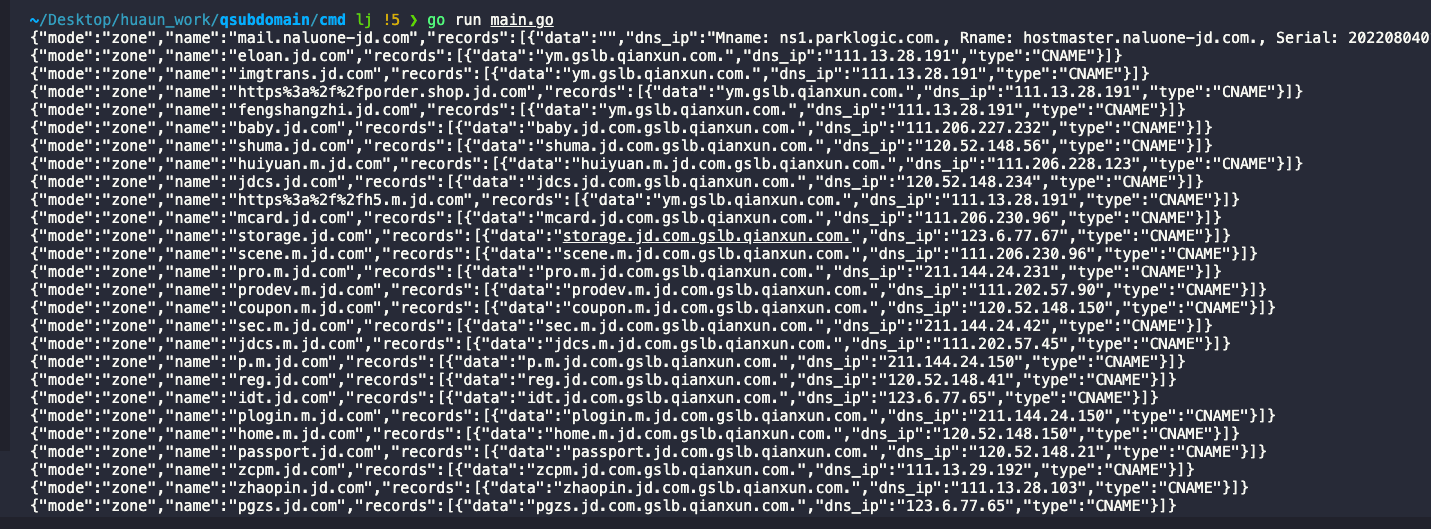 ~/Desktop/huaun_work/qsubdomain/cmd lj !5 ❯ go run main.go
{"mode":"zone","name":"mail.naluone-jd.com","records":[{"data":"","dns_ip":"Mname: ns1.parklogic.com., Rname: hostmaster.naluone-jd.com., Serial: 202208040
{"mode":"zone","name":"eloan.jd.com","records":[{"data":"ym.gslb.qianxun.com.","dns_ip":"111.13.28.191","type":"CNAME"}]}
{"mode":"zone","name":"imgtrans.jd.com","records":[{"data":"ym.gslb.qianxun.com.","dns_ip":"111.13.28.191","type":"CNAME"}]}
{"mode":"zone","name":"https%3a%2f%2fporder.shop.jd.com","records":[{"data":"ym.gslb.qianxun.com.","dns_ip":"111.13.28.191","type":"CNAME"}]}
{"mode":"zone","name":"fengshangzhi.jd.com","records":[{"data":"ym.gslb.qianxun.com.","dns_ip":"111.13.28.191","type":"CNAME"}]}
{"mode":"zone","name":"baby.jd.com","records":[{"data":"baby.jd.com.gslb.qianxun.com.","dns_ip":"111.206.227.232","type":"CNAME"}]}
{"mode":"zone","name":"shuma.jd.com","records":[{"data":"shuma.jd.com.gslb.qianxun.com.","dns_ip":"120.52.148.56","type":"CNAME"}]}
{"mode":"zone","name":"huiyuan.m.jd.com","records":[{"data":"huiyuan.m.jd.com.gslb.qianxun.com.","dns_ip":"111.206.228.123","type":"CNAME"}]}
{"mode":"zone","name":"jdcs.jd.com","records":[{"data":"jdcs.jd.com.gslb.qianxun.com.","dns_ip":"120.52.148.234","type":"CNAME"}]}
{"mode":"zone","name":"https%3a%2f%2fh5.m.jd.com","records":[{"data":"ym.gslb.qianxun.com.","dns_ip":"111.13.28.191","type":"CNAME"}]}
{"mode":"zone","name":"mcard.jd.com","records":[{"data":"mcard.jd.com.gslb.qianxun.com.","dns_ip":"111.206.230.96","type":"CNAME"}]}
{"mode":"zone","name":"storage.jd.com","records":[{"data":"storage.jd.com.gslb.qianxun.com.","dns_ip":"123.6.77.67","type":"CNAME"}]}
{"mode":"zone","name":"scene.m.jd.com","records":[{"data":"scene.m.jd.com.gslb.qianxun.com.","dns_ip":"111.206.230.96","type":"CNAME"}]}
{"mode":"zone","name":"pro.m.jd.com","records":[{"data":"pro.m.jd.com.gslb.qianxun.com.","dns_ip":"211.144.24.231","type":"CNAME"}]}
{"mode":"zone","name":"prodev.m.jd.com","records":[{"data":"prodev.m.jd.com.gslb.qianxun.com.","dns_ip":"111.202.57.90","type":"CNAME"}]}
{"mode":"zone","name":"coupon.m.jd.com","records":[{"data":"coupon.m.jd.com.gslb.qianxun.com.","dns_ip":"120.52.148.150","type":"CNAME"}]}
{"mode":"zone","name":"sec.m.jd.com","records":[{"data":"sec.m.jd.com.gslb.qianxun.com.","dns_ip":"211.144.24.42","type":"CNAME"}]}
{"mode":"zone","name":"jdcs.m.jd.com","records":[{"data":"jdcs.m.jd.com.gslb.qianxun.com.","dns_ip":"111.202.57.45","type":"CNAME"}]}
{"mode":"zone","name":"p.m.jd.com","records":[{"data":"p.m.jd.com.gslb.qianxun.com.","dns_ip":"211.144.24.150","type":"CNAME"}]}
{"mode":"zone","name":"reg.jd.com","records":[{"data":"reg.jd.com.gslb.qianxun.com.","dns_ip":"120.52.148.41","type":"CNAME"}]}
{"mode":"zone","name":"idt.jd.com","records":[{"data":"idt.jd.com.gslb.qianxun.com.","dns_ip":"123.6.77.65","type":"CNAME"}]}
{"mode":"zone","name":"plogin.m.jd.com","records":[{"data":"plogin.m.jd.com.gslb.qianxun.com.","dns_ip":"211.144.24.150","type":"CNAME"}]}
{"mode":"zone","name":"home.m.jd.com","records":[{"data":"home.m.jd.com.gslb.qianxun.com.","dns_ip":"120.52.148.150","type":"CNAME"}]}
{"mode":"zone","name":"passport.jd.com","records":[{"data":"passport.jd.com.gslb.qianxun.com.","dns_ip":"120.52.148.21","type":"CNAME"}]}
{"mode":"zone","name":"zcpm.jd.com","records":[{"data":"zcpm.jd.com.gslb.qianxun.com.","dns_ip":"111.13.29.192","type":"CNAME"}]}
{"mode":"zone","name":"zhaopin.jd.com","records":[{"data":"zhaopin.jd.com.gslb.qianxun.com.","dns_ip":"111.13.28.103","type":"CNAME"}]}
{"mode":"zone","name":"pgzs.jd.com","records":[{"data":"pgzs.jd.com.gslb.qianxun.com.","dns_ip":"123.6.77.65","type":"CNAME"}]}